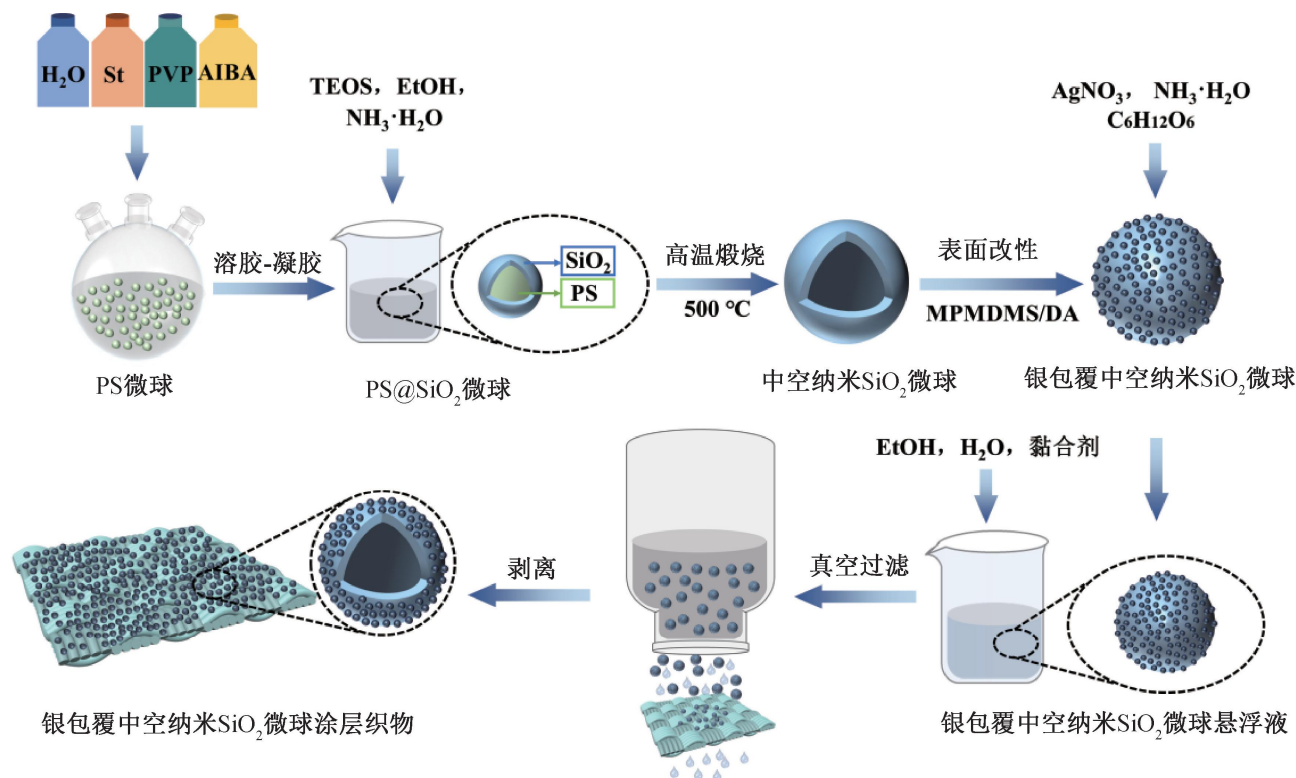 H₂O
St
PVP
AIBA
TEOS，EtOH，
NH₃·H₂O
AgNO₃， NH₃·H₂O
C₆H₁₂O₆
溶胶-凝胶
SiO₂
PS
高温煅烧
500 ℃
表面改性
MPMDMS/DA
PS微球
PS@SiO₂微球
中空纳米SiO₂微球
银包覆中空纳米SiO₂微球
EtOH，H₂O，黏合剂
剥离
真空过滤
银包覆中空纳米SiO₂微球涂层织物
银包覆中空纳米SiO₂微球悬浮液